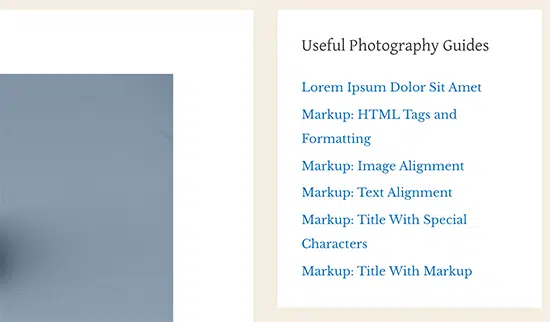 Useful Photography Guides
Lorem Ipsum Dolor Sit Amet
Markup: HTML Tags and
Formatting
Markup: Image Alignment
Markup: Text Alignment
Markup: Title With Special
Characters
Markup: Title With Markup